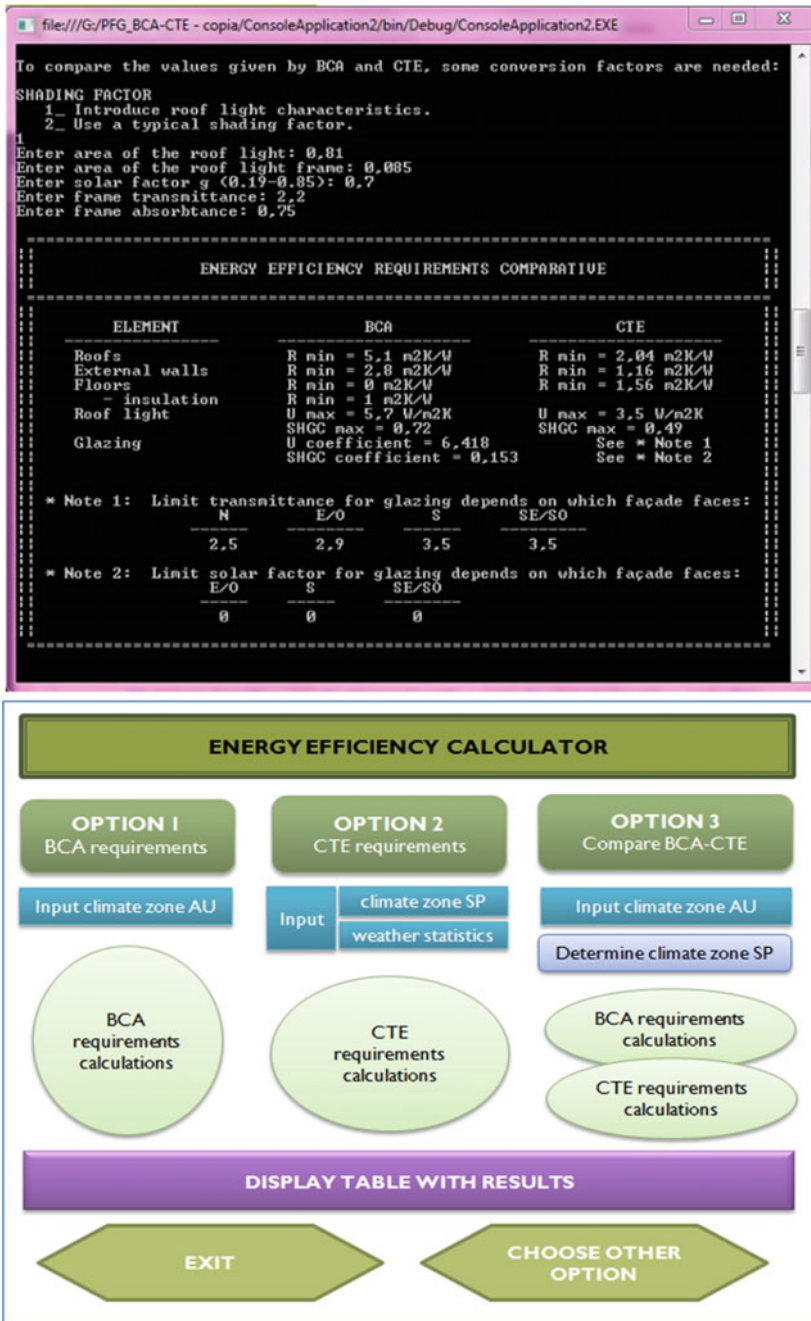 file:///G:/PFG_BCA-CTE - copia/ConsoleApplication2/bin/Debug/ConsoleApplication2.EXE
To compare the values given by BCA and CTE, some conversion factors are needed:
SHADING FACTOR
1_ Introduce roof light characteristics.
2_ Use a typical shading factor.
1
Enter area of the roof light: 0,81
Enter area of the roof light frame: 0,085
Enter solar factor g (0.19-0.85): 0,7
Enter frame transmittance: 2,2
Enter frame absorbtance: 0,75
ENERGY EFFICIENCY REQUIREMENTS COMPARATIVE
ELEMENT BCA CTE
Roofs R min = 5,1 m2K/W R min = 2,04 m2K/W
External walls R min = 2,8 m2K/W R min = 1,16 m2K/W
Floors R min = 0 m2K/W R min = 1,56 m2K/W
- insulation R min = 1 m2K/W
Roof light U max = 5,7 W/m2K U max = 3,5 W/m2K
SHGC max = 0,72 SHGC max = 0,49
Glazing U coefficient = 6,418 See * Note 1
SHGC coefficient = 0,153 See * Note 2
* Note 1: Limit transmittance for glazing depends on which façade faces:
N E/O S SE/SO
2,5 2,9 3,5 3,5
* Note 2: Limit solar factor for glazing depends on which façade faces:
E/O S SE/SO
0 0 0
ENERGY EFFICIENCY CALCULATOR
OPTION 1
BCA requirements
OPTION 2
CTE requirements
OPTION 3
Compare BCA-CTE
Input climate zone AU
Input
climate zone SP
weather statistics
Input climate zone AU
Determine climate zone SP
BCA
requirements
calculations
CTE
requirements
calculations
BCA requirements
calculations
CTE requirements
calculations
DISPLAY TABLE WITH RESULTS
EXIT
CHOOSE OTHER
OPTION